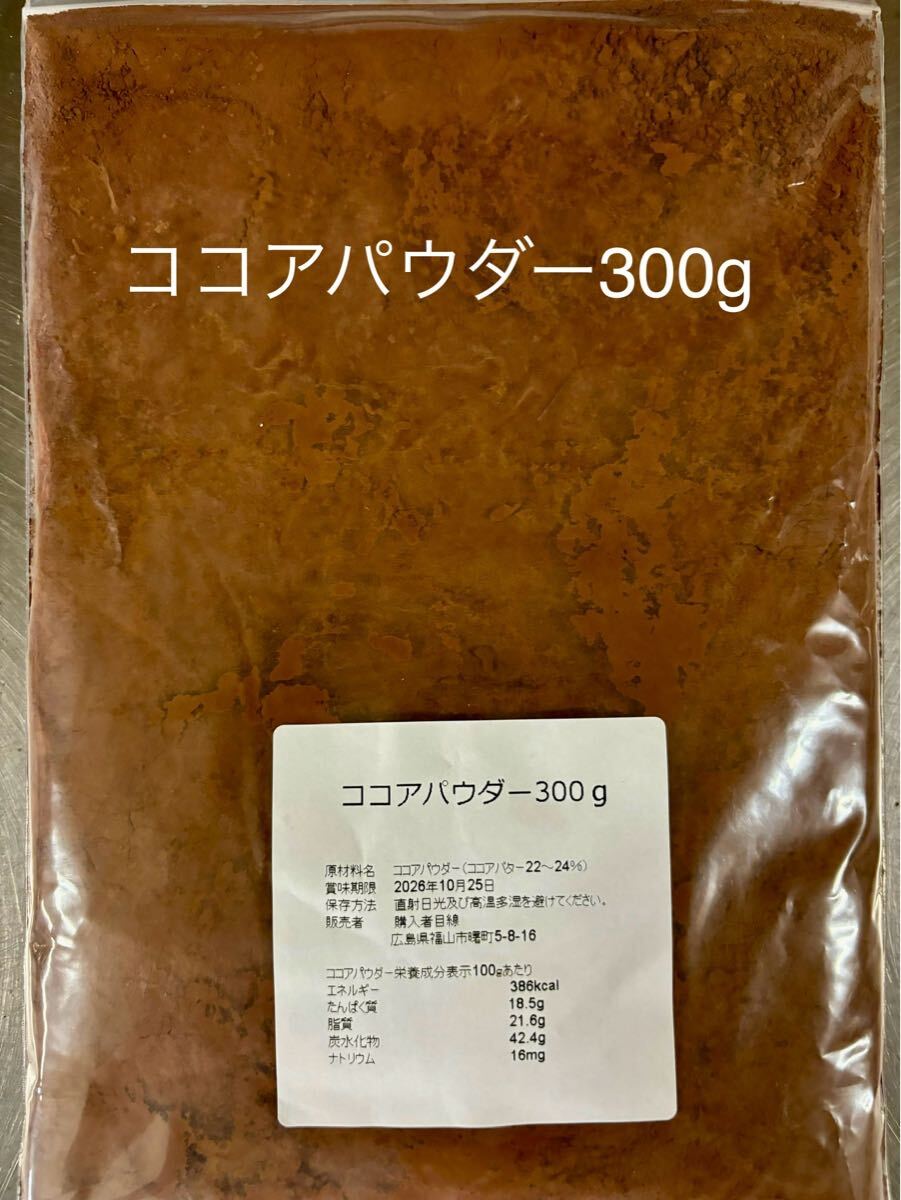 ココアパウダー300g
ココアパウダー300g
原材料名 ココアパウダー(ココアバター22～24%)
賞味期限 2026年10月25日
保存方法 直射日光及び高温多湿を避けてください。
販売者 購入者目線
広島県福山市曙町5-8-16
ココアパウダー栄養成分表示100gあたり
エネルギー 386kcal
たんぱく質 18.5g
脂質 21.6g
炭水化物 42.4g
ナトリウム 16mg